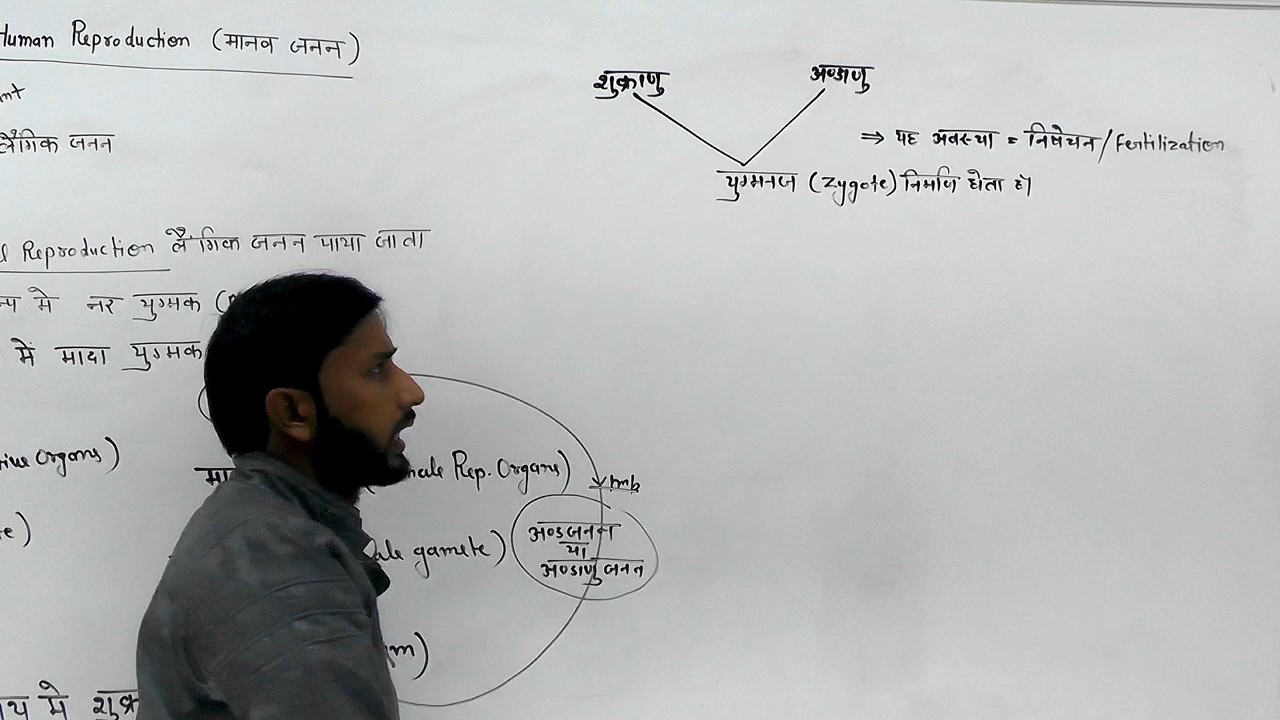 Human Reproduction (मानव जनन)
लैंगिक जनन
Reproduction लैंगिक जनन पाया जाता
में नर युग्मक (
में मादा युग्मक
Organs)
Rep. Organs)
Imb
gamete)
अण्डजनन
या
अण्डाणुजनन
में शुक्र
शुक्राणु
अण्डाणु
⇒ यह अवस्था = निषेचन/Fertilization
युग्मनज (Zygote) निर्माण होता है।